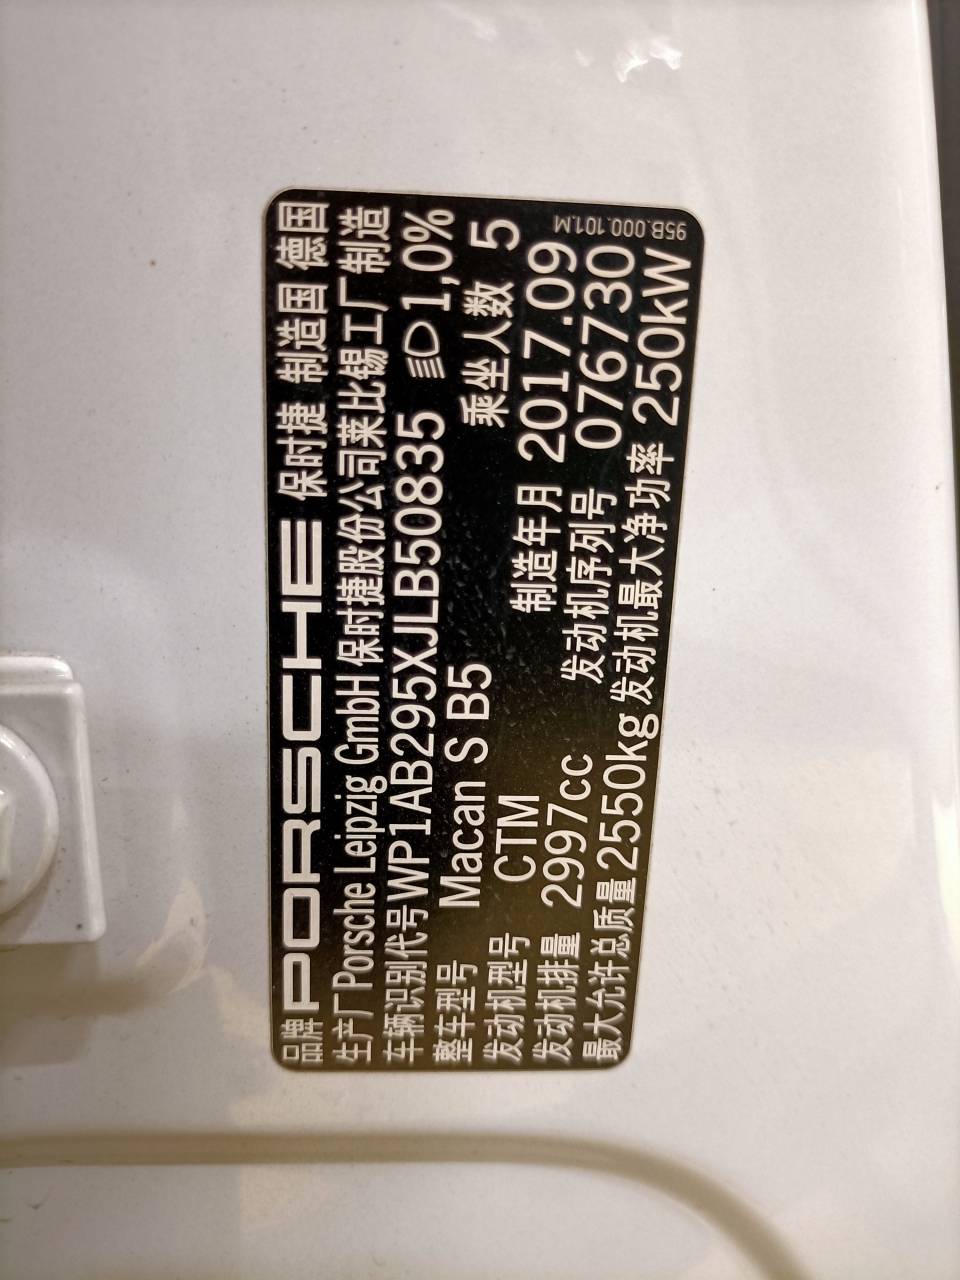 品牌 PORSCHE 保时捷 制造国 德国
生产厂 Porsche Leipzig GmbH 保时捷股份公司莱比锡工厂制造
车辆识别代号 WP1AB295XJLB50835 1,0%
整车型号 Macan S B5 乘坐人数 5
发动机型号 CTM 制造年月 2017.09
发动机排量 2997cc 发动机序列号 076730
最大允许总质量 2550kg 发动机最大净功率 250kW
95B.000.101.M